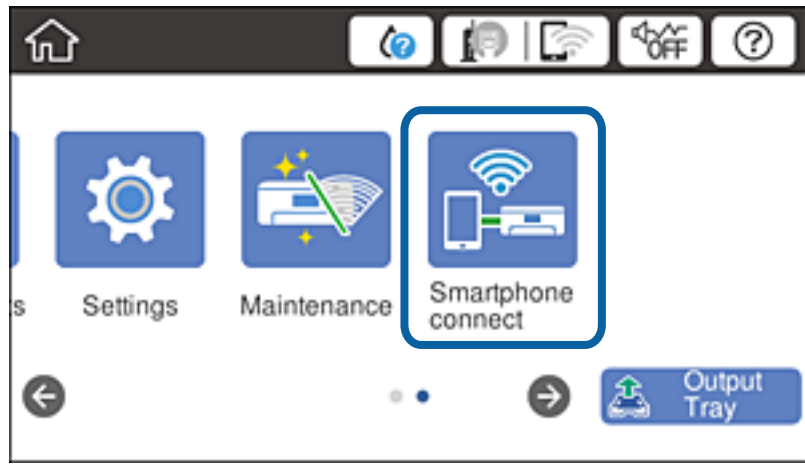 OFF
s
Settings
Maintenance
Smartphone
connect
Output
Tray